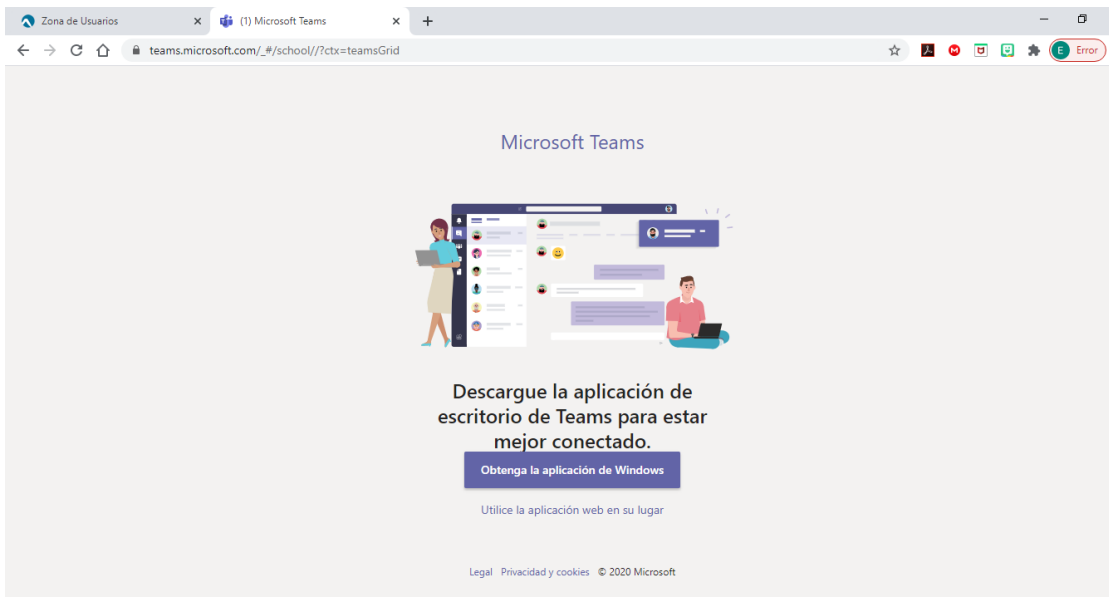 Zona de Usuarios
(1) Microsoft Teams
teams.microsoft.com/_#/school//?ctx=teamsGrid
E Error
Microsoft Teams
Descargue la aplicación de
escritorio de Teams para estar
mejor conectado.
Obtenga la aplicación de Windows
Utilice la aplicación web en su lugar
Legal Privacidad y cookies © 2020 Microsoft